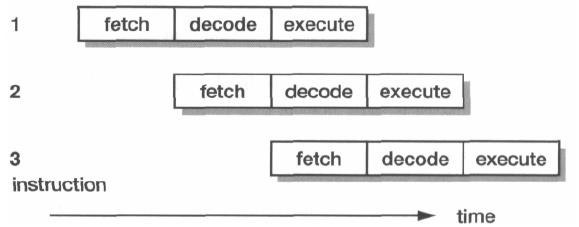 1 fetch decode execute
2 fetch decode execute
3 fetch decode execute
instruction
time